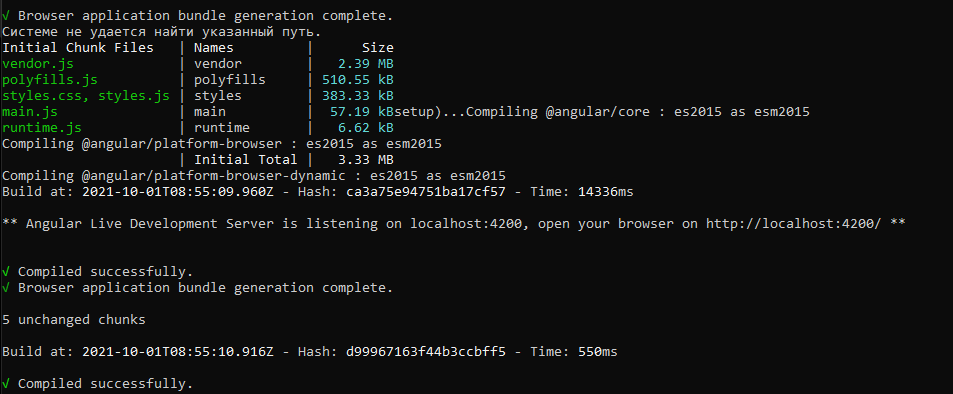 √ Browser application bundle generation complete.
Системе не удается найти указанный путь.
Initial Chunk Files   | Names         |      Size
vendor.js             | vendor        |   2.39 MB
polyfills.js          | polyfills     | 510.55 kB
styles.css, styles.js | styles        | 383.33 kB
main.js               | main          |  57.19 kBsetup)...Compiling @angular/core : es2015 as esm2015
runtime.js            | runtime       |   6.62 kB
Compiling @angular/platform-browser : es2015 as esm2015
                      | Initial Total |   3.33 MB
Compiling @angular/platform-browser-dynamic : es2015 as esm2015
Build at: 2021-10-01T08:55:09.960Z - Hash: ca3a75e94751ba17cf57 - Time: 14336ms
** Angular Live Development Server is listening on localhost:4200, open your browser on http://localhost:4200/ **
√ Compiled successfully.
√ Browser application bundle generation complete.
5 unchanged chunks
Build at: 2021-10-01T08:55:10.916Z - Hash: d99967163f44b3ccbff5 - Time: 550ms
√ Compiled successfully.